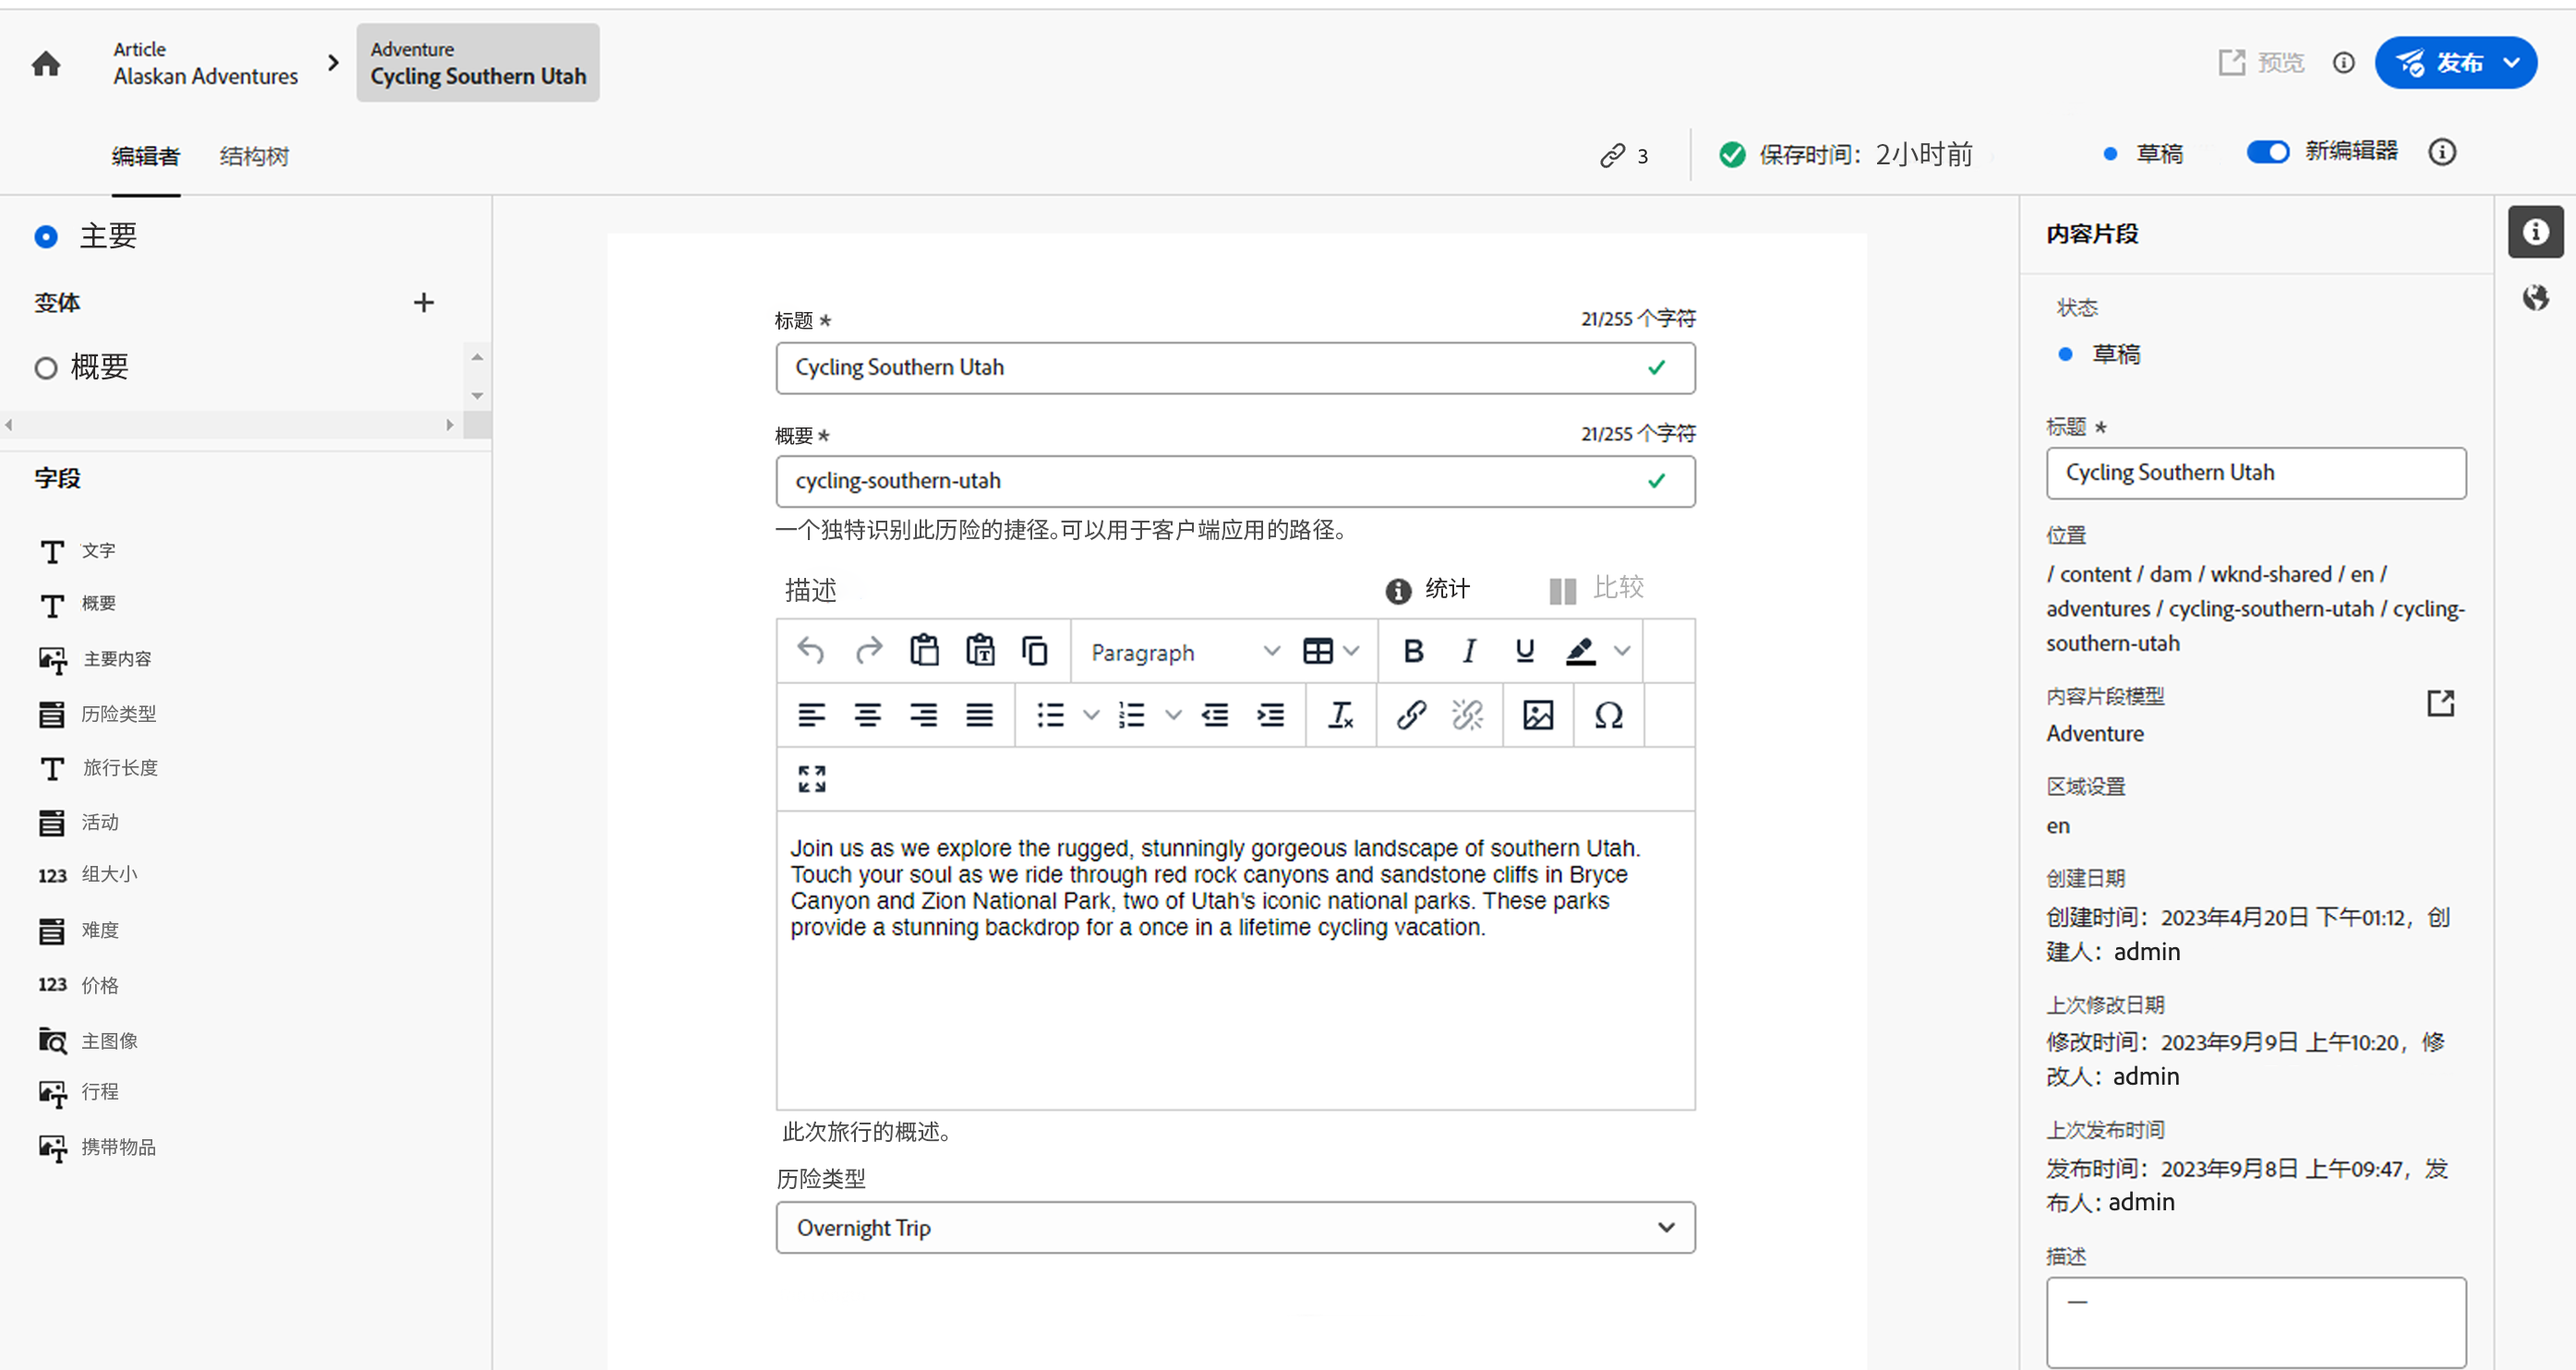 Article
Alaskan Adventures
Adventure
Cycling Southern Utah
预览
发布
编辑者
结构树
3
保存时间：2小时前
草稿
新编辑器
主要
变体
概要
字段
文字
概要
主要内容
历险类型
旅行长度
活动
123 组大小
难度
123 价格
主图像
行程
携带物品
标题 *
21/255 个字符
Cycling Southern Utah
概要 *
21/255 个字符
cycling-southern-utah
一个独特识别此历险的捷径。可以用于客户端应用的路径。
描述
统计
比较
Paragraph
Join us as we explore the rugged, stunningly gorgeous landscape of southern Utah.
Touch your soul as we ride through red rock canyons and sandstone cliffs in Bryce
Canyon and Zion National Park, two of Utah's iconic national parks. These parks
provide a stunning backdrop for a once in a lifetime cycling vacation.
此次旅行的概述。
历险类型
Overnight Trip
内容片段
状态
草稿
标题 *
Cycling Southern Utah
位置
/ content / dam / wknd-shared / en /
adventures / cycling-southern-utah / cycling-
southern-utah
内容片段模型
Adventure
区域设置
en
创建日期
创建时间：2023年4月20日 下午01:12，创
建人：admin
上次修改日期
修改时间：2023年9月9日 上午10:20，修
改人：admin
上次发布时间
发布时间：2023年9月8日 上午09:47，发
布人: admin
描述
—